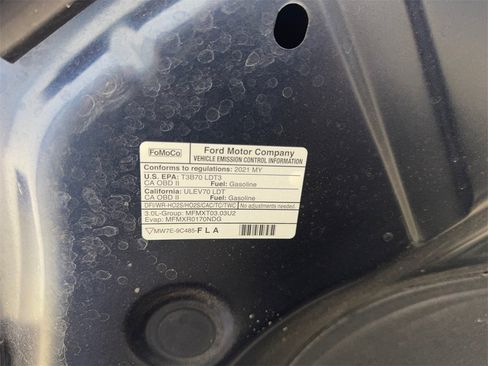 FoMoCo
Ford Motor Company
VEHICLE EMISSION CONTROL INFORMATION
Conforms to regulations: 2021 MY
U.S. EPA: T3B70 LDT3
CA OBD II Fuel: Gasoline
California: ULEV70 LDT
CA OBD II Fuel: Gasoline
DFI/WR-HO2S/HO2S/CAC/TC/TWC No adjustments needed.
3.0L-Group: MFMXT03.03U2
Evap: MFMXR0170NDG
MW7E-9C485-FLA